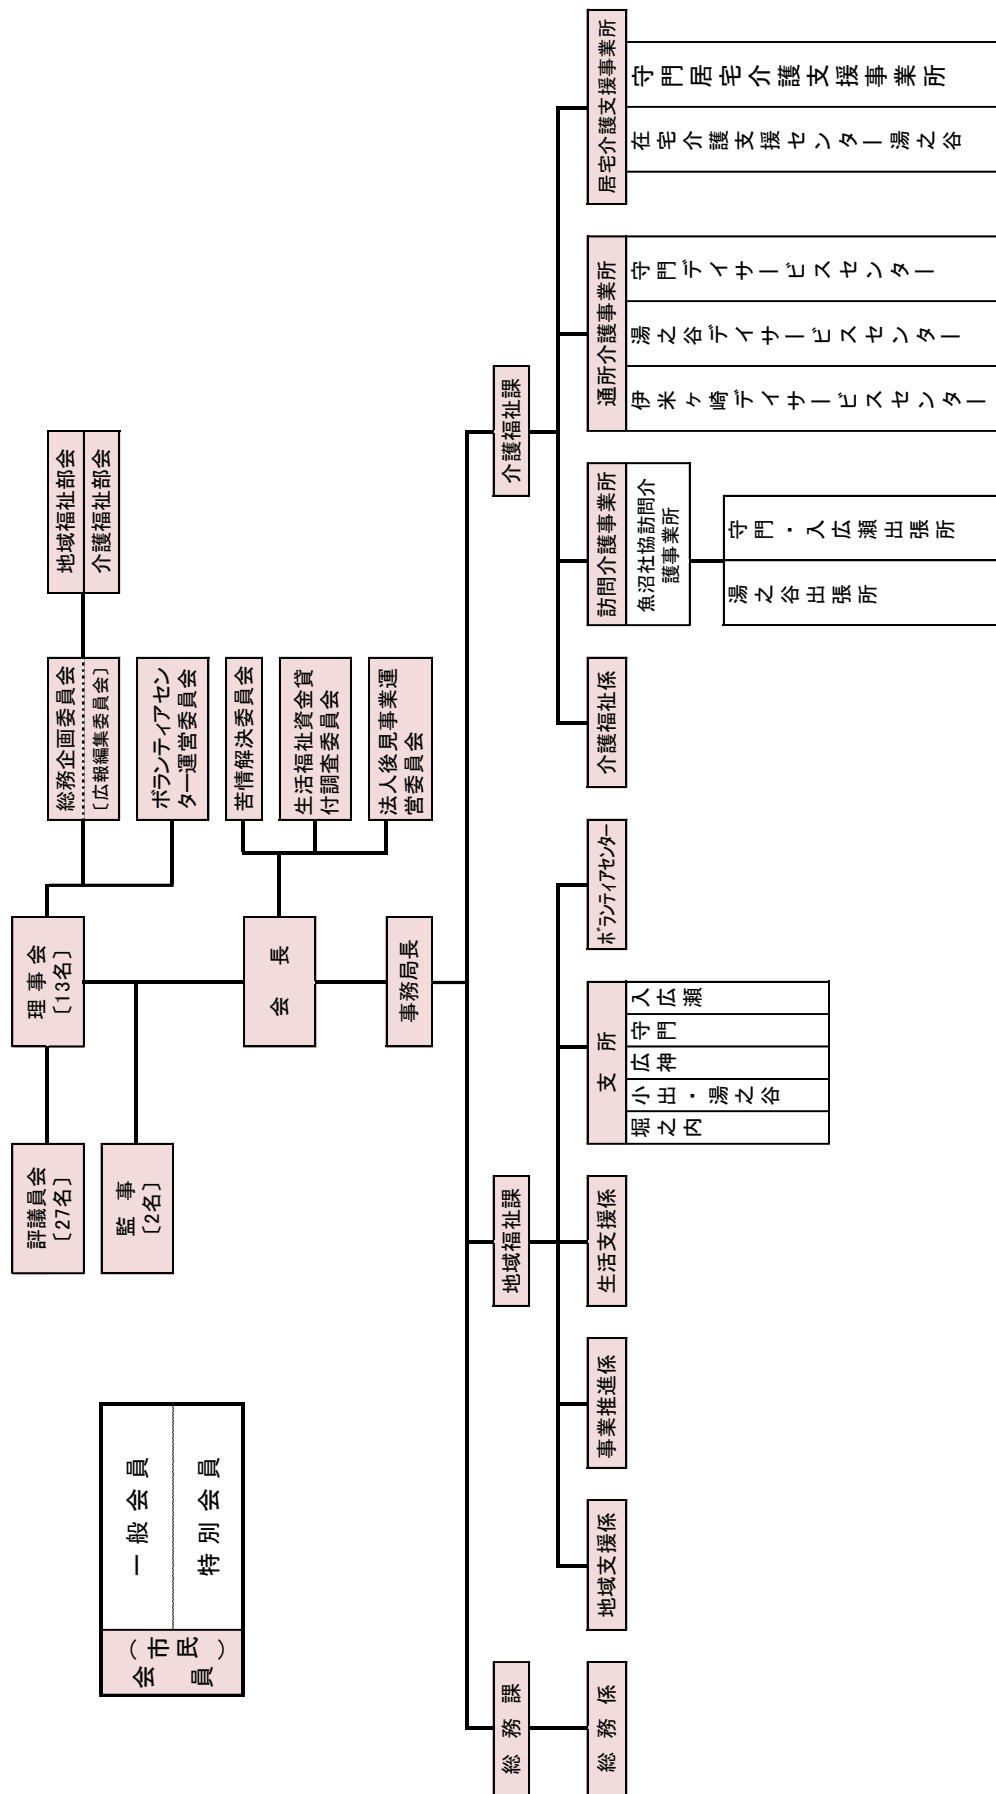 会員
（市民）
一般会員
特別会員
評議員会
〔27名〕
監事
〔2名〕
理事会
〔13名〕
総務企画委員会
〔広報編集委員会〕
地域福祉部会
介護福祉部会
ボランティアセン
ター運営委員会
会長
苦情解決委員会
生活福祉資金貸
付調査委員会
法人後見事業運
営委員会
事務局長
総務課
地域福祉課
介護福祉課
総務係
地域支援係
事業推進係
生活支援係
支所
堀之内
小出・湯之谷
広神
守門
入広瀬
ボランティアセンター
介護福祉係
訪問介護事業所
魚沼社協訪問介
護事業所
湯之谷出張所
守門・入広瀬出張所
通所介護事業所
伊米ヶ崎デイサービスセンター
湯之谷デイサービスセンター
守門デイサービスセンター
居宅介護支援事業所
在宅介護支援センター湯之谷
守門居宅介護支援事業所